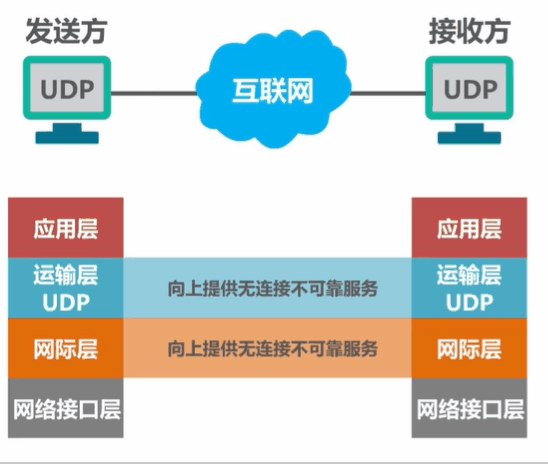 发送方
接收方
UDP
互联网
UDP
应用层
应用层
运输层
UDP
向上提供无连接不可靠服务
运输层
UDP
网际层
向上提供无连接不可靠服务
网际层
网络接口层
网络接口层